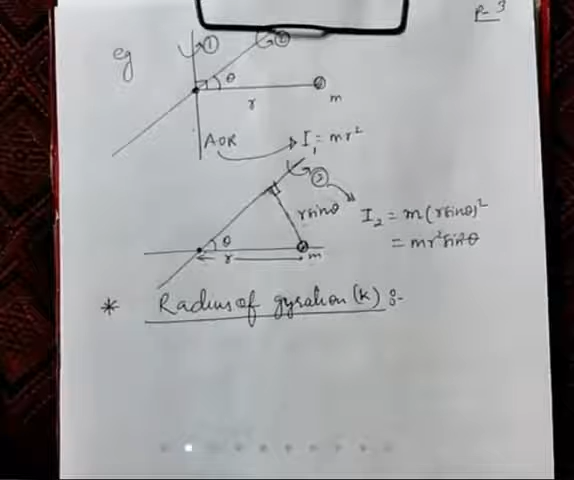 P-3
eg
① ②
θ
r m
AOR I₁ = mr²
②
r sinθ I₂ = m(r sinθ)²
θ = mr² sin²θ
r m
* Radius of gyration (K) :-